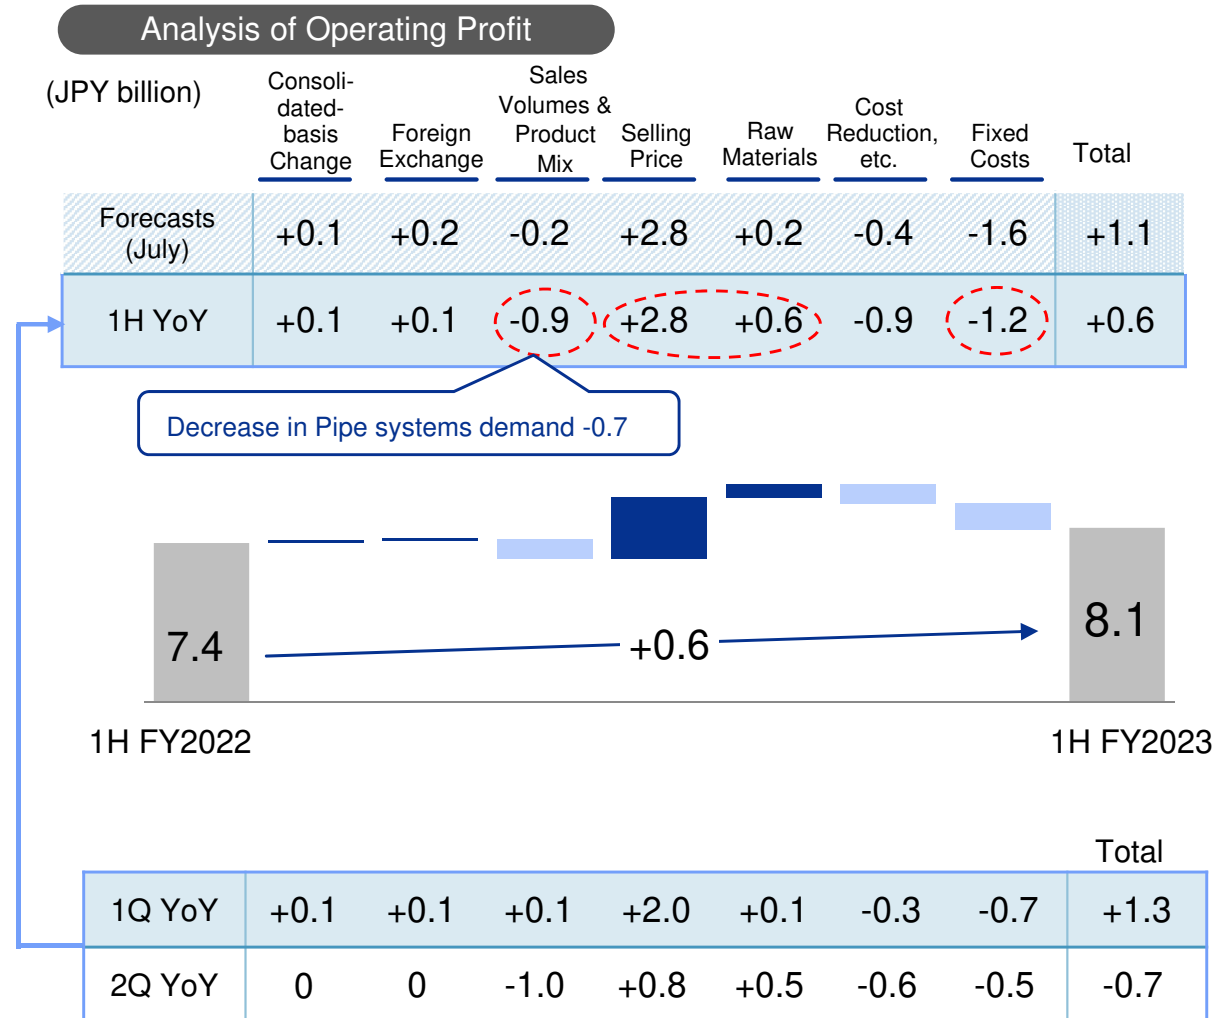 Analysis of Operating Profit
(JPY billion)
Consoli-
dated-
basis
Change
Foreign
Exchange
Sales
Volumes &
Product
Mix
Selling
Price
Raw
Materials
Cost
Reduction,
etc.
Fixed
Costs
Total
Forecasts
(July)
+0.1 +0.2 -0.2 +2.8 +0.2 -0.4 -1.6 +1.1
1H YoY +0.1 +0.1 -0.9 +2.8 +0.6 -0.9 -1.2 +0.6
Decrease in Pipe systems demand -0.7
7.4
+0.6
8.1
1H FY2022
1H FY2023
Total
1Q YoY +0.1 +0.1 +0.1 +2.0 +0.1 -0.3 -0.7 +1.3
2Q YoY 0 0 -1.0 +0.8 +0.5 -0.6 -0.5 -0.7